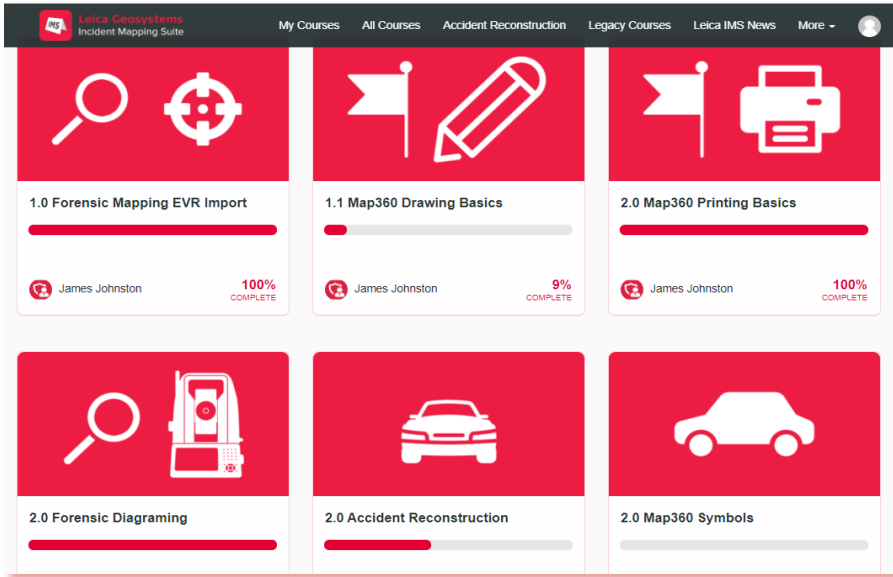 IMS
Leica Geosystems
Incident Mapping Suite
My Courses
All Courses
Accident Reconstruction
Legacy Courses
Leica IMS News
More
1.0 Forensic Mapping EVR Import
James Johnston
100%
COMPLETE
1.1 Map360 Drawing Basics
James Johnston
9%
COMPLETE
2.0 Map360 Printing Basics
James Johnston
100%
COMPLETE
2.0 Forensic Diagraming
2.0 Accident Reconstruction
2.0 Map360 Symbols